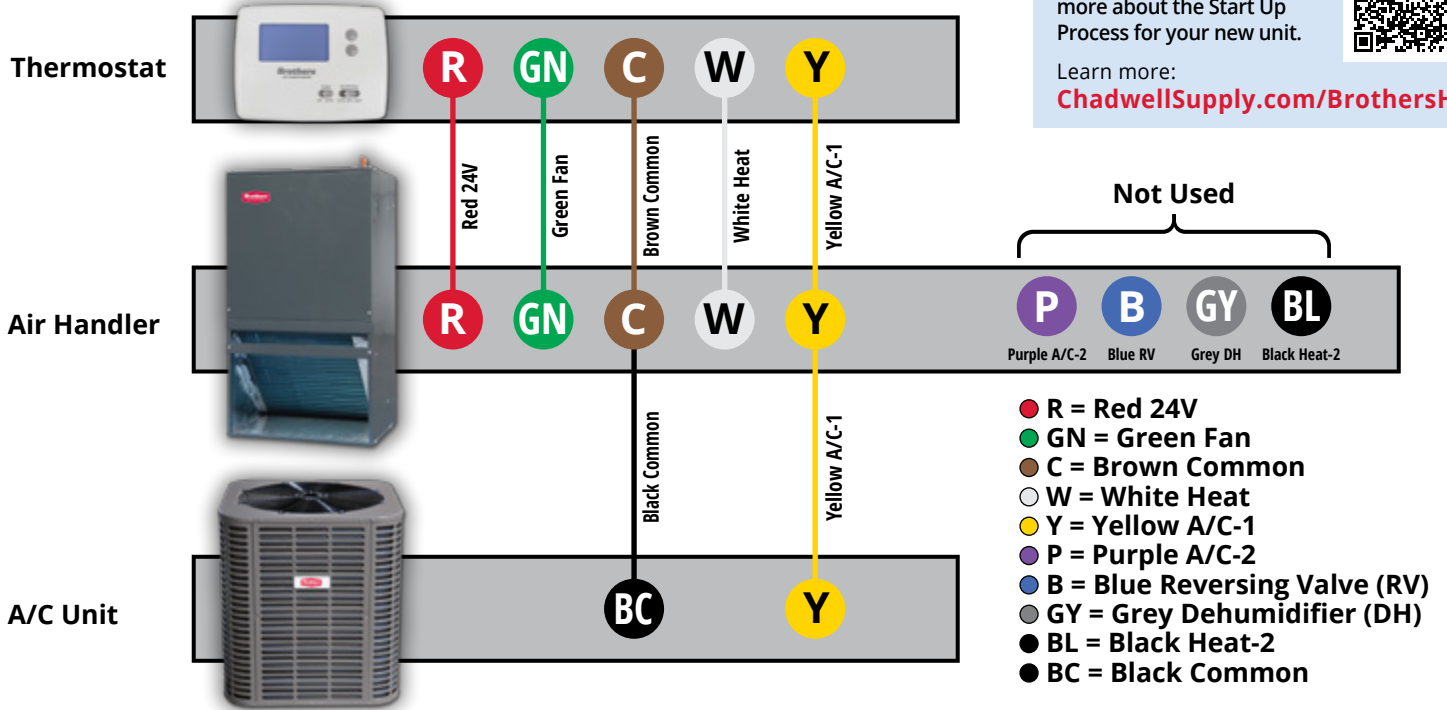 more about the Start Up
Process for your new unit.
Learn more:
ChadwellSupply.com/BrothersH
Thermostat
Brothers
R GN C W Y
Red 24V
Green Fan
Brown Common
White Heat
Yellow A/C-1
Not Used
Air Handler
Brothers
R GN C W Y P B GY BL
Purple A/C-2 Blue RV Grey DH Black Heat-2
Black Common
Yellow A/C-1
A/C Unit
BC Y
R = Red 24V
GN = Green Fan
C = Brown Common
W = White Heat
Y = Yellow A/C-1
P = Purple A/C-2
B = Blue Reversing Valve (RV)
GY = Grey Dehumidifier (DH)
BL = Black Heat-2
BC = Black Common